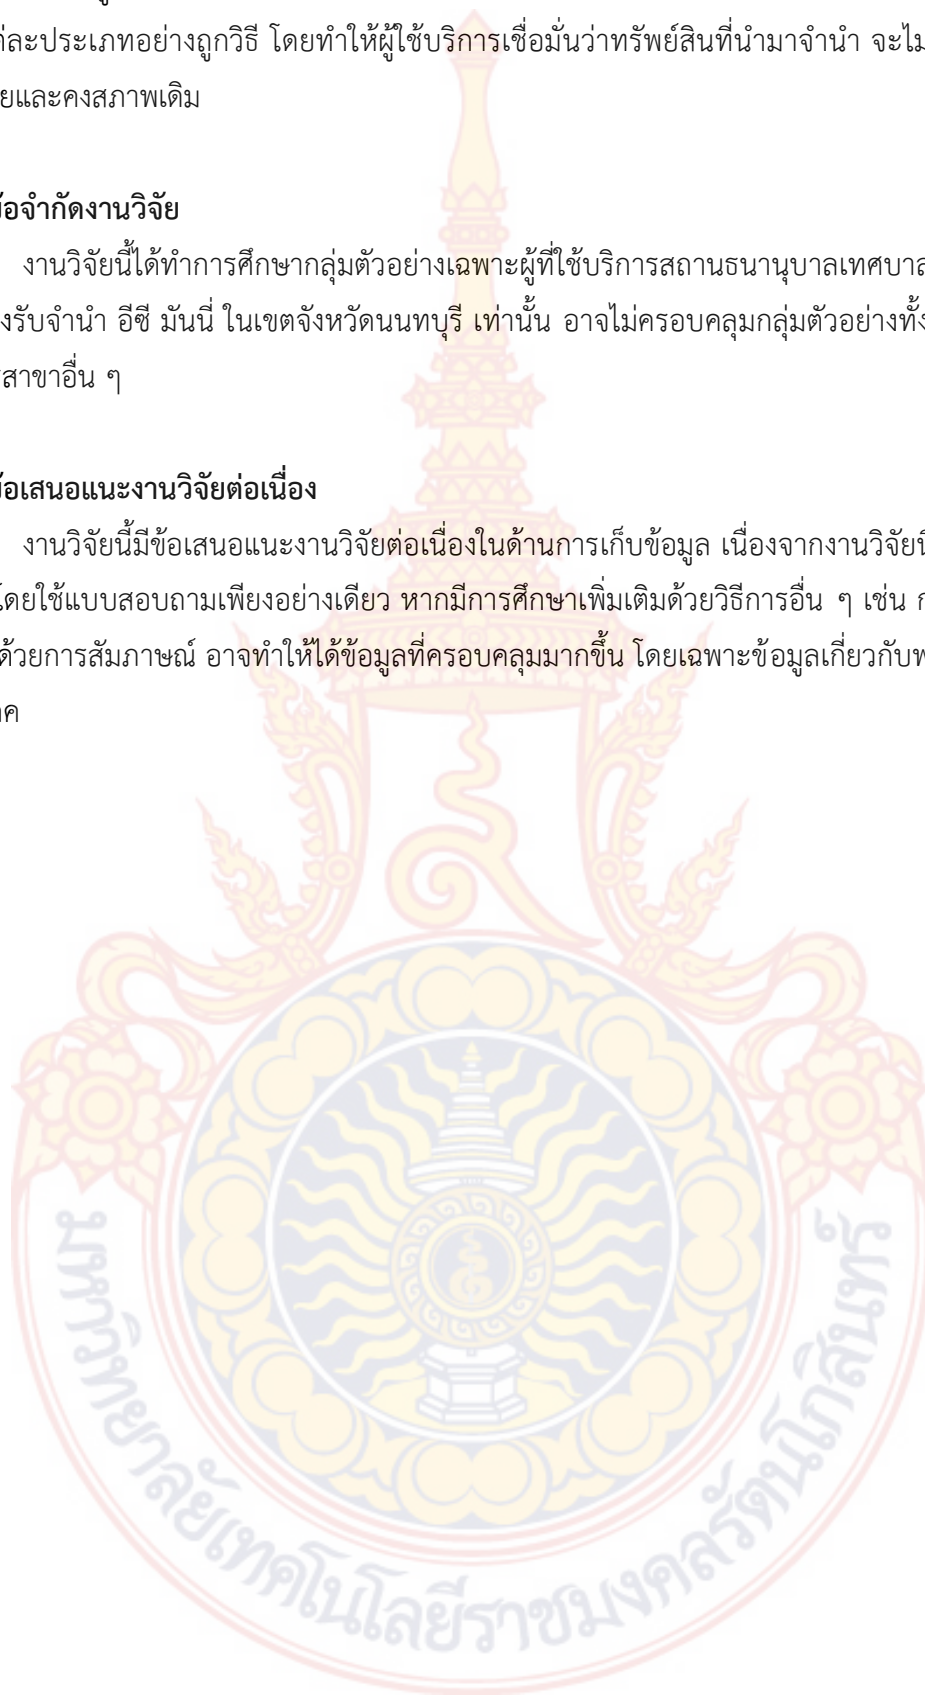 ต่ละประเภทอย่างถูกวิธี โดยทำให้ผู้ใช้บริการเชื่อมั่นว่าทรัพย์สินที่นำมาจำนำ จะไม
ยและคงสภาพเดิม
ข้อจำกัดงานวิจัย
งานวิจัยนี้ได้ทำการศึกษากลุ่มตัวอย่างเฉพาะผู้ที่ใช้บริการสถานธนานุบาลเทศบาล
งรับจำนำ อีซี มันนี่ ในเขตจังหวัดนนทบุรี เท่านั้น อาจไม่ครอบคลุมกลุ่มตัวอย่างทั้ง
สาขาอื่น ๆ
ข้อเสนอแนะงานวิจัยต่อเนื่อง
งานวิจัยนี้มีข้อเสนอแนะงานวิจัยต่อเนื่องในด้านการเก็บข้อมูล เนื่องจากงานวิจัยนี
โดยใช้แบบสอบถามเพียงอย่างเดียว หากมีการศึกษาเพิ่มเติมด้วยวิธีการอื่น ๆ เช่น ก
ด้วยการสัมภาษณ์ อาจทำให้ได้ข้อมูลที่ครอบคลุมมากขึ้น โดยเฉพาะข้อมูลเกี่ยวกับพ
าค
มหาวิทยาลัยเทคโนโลยีราชมงคลรัตนโกสินทร์